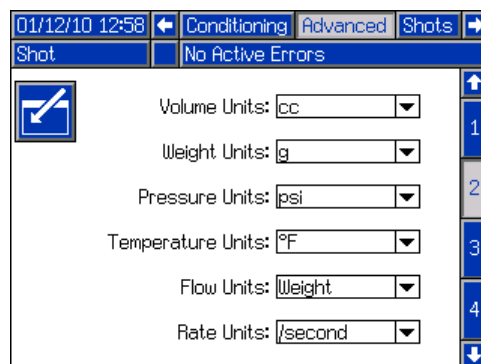 01/12/10 12:58 Conditioning Advanced Shots
Shot No Active Errors
Volume Units: cc
1
Weight Units: g
Pressure Units: psi
2
Temperature Units: °F
3
Flow Units: Weight
4
Rate Units: /second